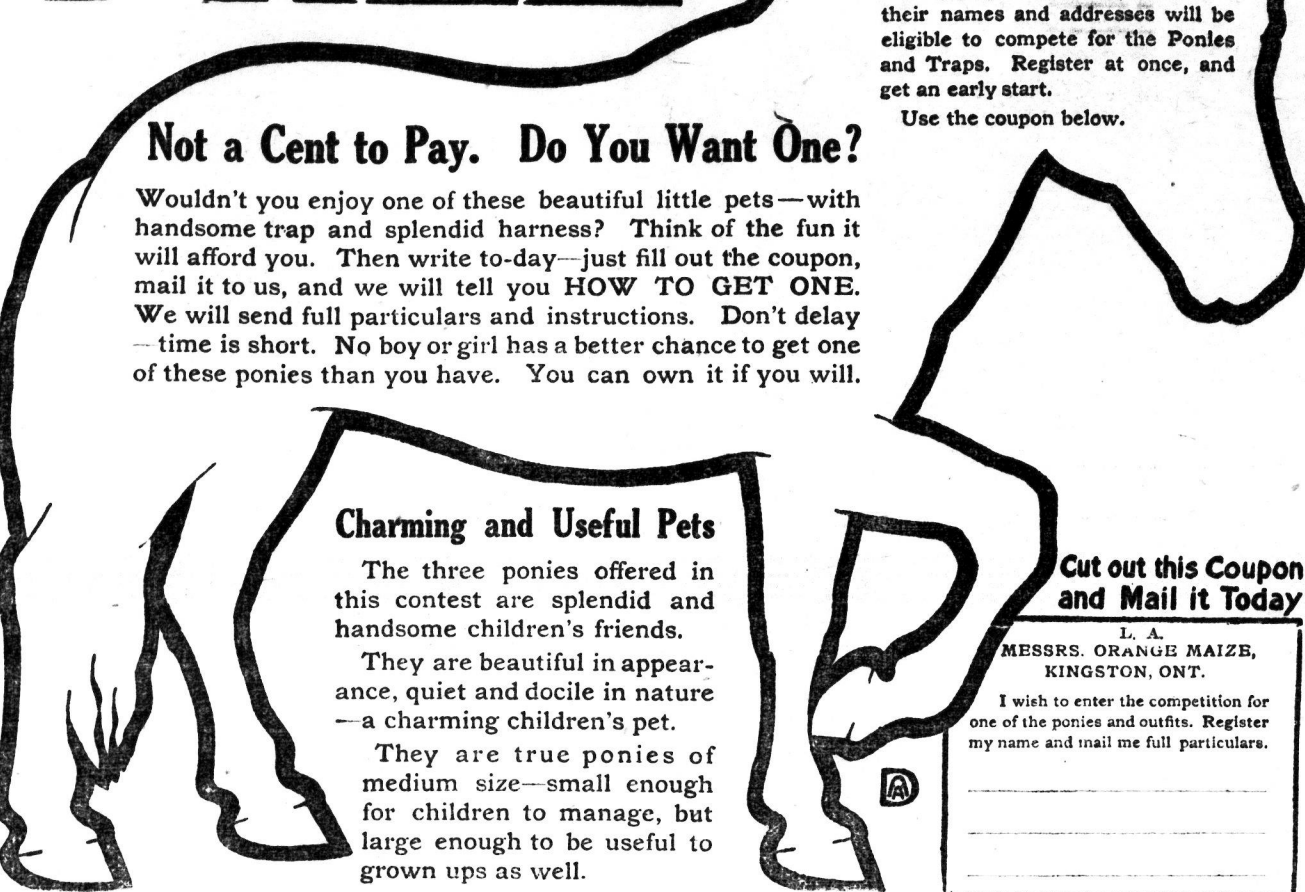 their names and addresses will be
eligible to compete for the Ponies
and Traps. Register at once, and
get an early start.
Use the coupon below.
Not a Cent to Pay. Do You Want One?
Wouldn't you enjoy one of these beautiful little pets—with
handsome trap and splendid harness? Think of the fun it
will afford you. Then write to-day—just fill out the coupon,
mail it to us, and we will tell you HOW TO GET ONE.
We will send full particulars and instructions. Don't delay
—time is short. No boy or girl has a better chance to get one
of these ponies than you have. You can own it if you will.
Charming and Useful Pets
The three ponies offered in
this contest are splendid and
handsome children's friends.
They are beautiful in appear-
ance, quiet and docile in nature
—a charming children's pet.
They are true ponies of
medium size—small enough
for children to manage, but
large enough to be useful to
grown ups as well.
Cut out this Coupon
and Mail it Today
L. A.
MESSRS. ORANGE MAIZE,
KINGSTON, ONT.
I wish to enter the competition for
one of the ponies and outfits. Register
my name and mail me full particulars.